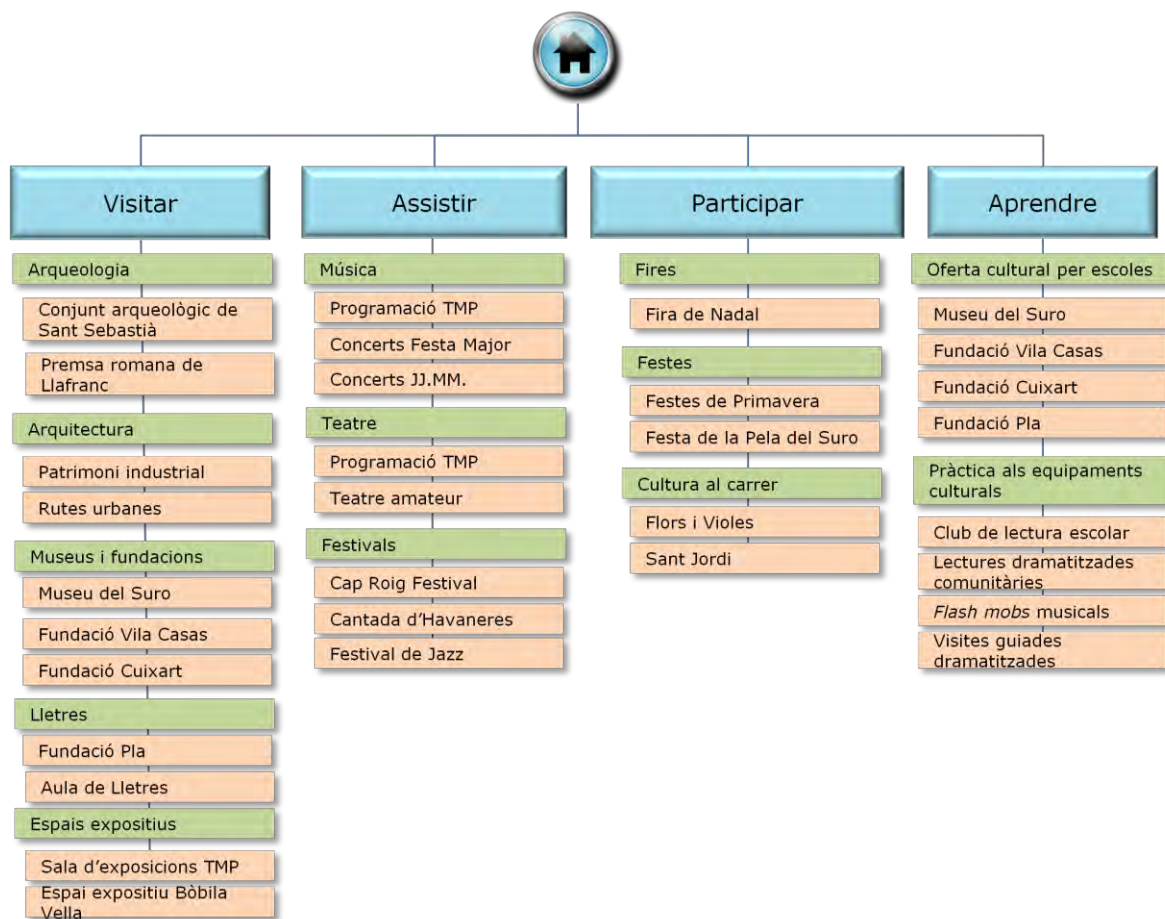 Visitar
Arqueologia
Conjunt arqueològic de
Sant Sebastià
Premsa romana de
Llafranc
Arquitectura
Patrimoni industrial
Rutes urbanes
Museus i fundacions
Museu del Suro
Fundació Vila Casas
Fundació Cuixart
Lletres
Fundació Pla
Aula de Lletres
Espais expositius
Sala d'exposicions TMP
Espai expositiu Bòbila
Vella
Assistir
Música
Programació TMP
Concerts Festa Major
Concerts JJ.MM.
Teatre
Programació TMP
Teatre amateur
Festivals
Cap Roig Festival
Cantada d'Havaneres
Festival de Jazz
Participar
Fires
Fira de Nadal
Festes
Festes de Primavera
Festa de la Pela del Suro
Cultura al carrer
Flors i Violes
Sant Jordi
Aprendre
Oferta cultural per escoles
Museu del Suro
Fundació Vila Casas
Fundació Cuixart
Fundació Pla
Pràctica als equipaments
culturals
Club de lectura escolar
Lectures dramatitzades
comunitàries
Flash mobs musicals
Visites guiades
dramatitzades